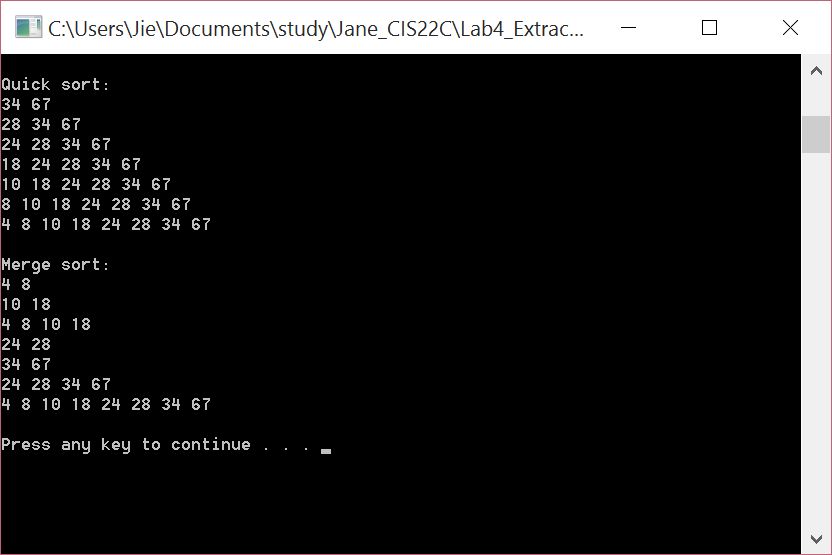 C:\Users\Jie\Documents\study\Jane_CIS22C\Lab4_Extrac...
Quick sort:
34 67
28 34 67
24 28 34 67
18 24 28 34 67
10 18 24 28 34 67
8 10 18 24 28 34 67
4 8 10 18 24 28 34 67
Merge sort:
4 8
10 18
4 8 10 18
24 28
34 67
24 28 34 67
4 8 10 18 24 28 34 67
Press any key to continue . . .